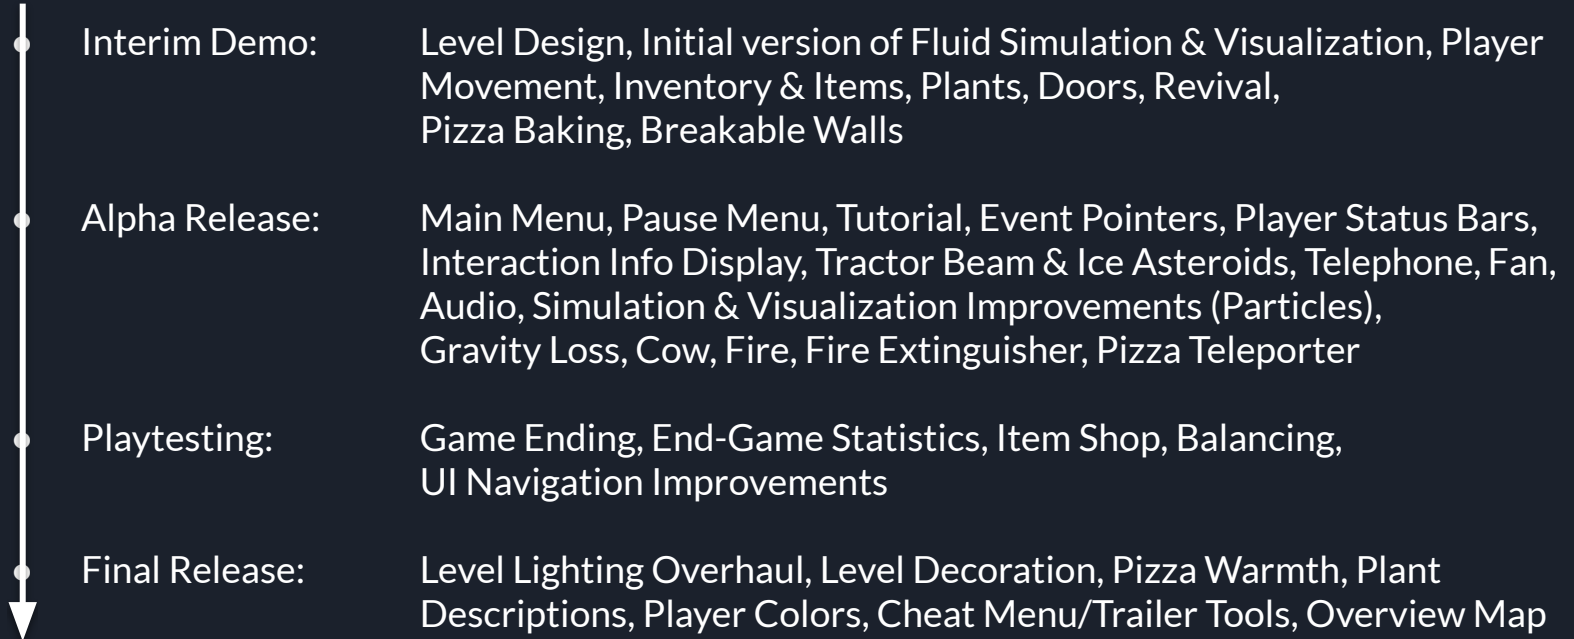 Interim Demo: Level Design, Initial version of Fluid Simulation & Visualization, Player
Movement, Inventory & Items, Plants, Doors, Revival,
Pizza Baking, Breakable Walls
Alpha Release: Main Menu, Pause Menu, Tutorial, Event Pointers, Player Status Bars,
Interaction Info Display, Tractor Beam & Ice Asteroids, Telephone, Fan,
Audio, Simulation & Visualization Improvements (Particles),
Gravity Loss, Cow, Fire, Fire Extinguisher, Pizza Teleporter
Playtesting: Game Ending, End-Game Statistics, Item Shop, Balancing,
UI Navigation Improvements
Final Release: Level Lighting Overhaul, Level Decoration, Pizza Warmth, Plant
Descriptions, Player Colors, Cheat Menu/Trailer Tools, Overview Map